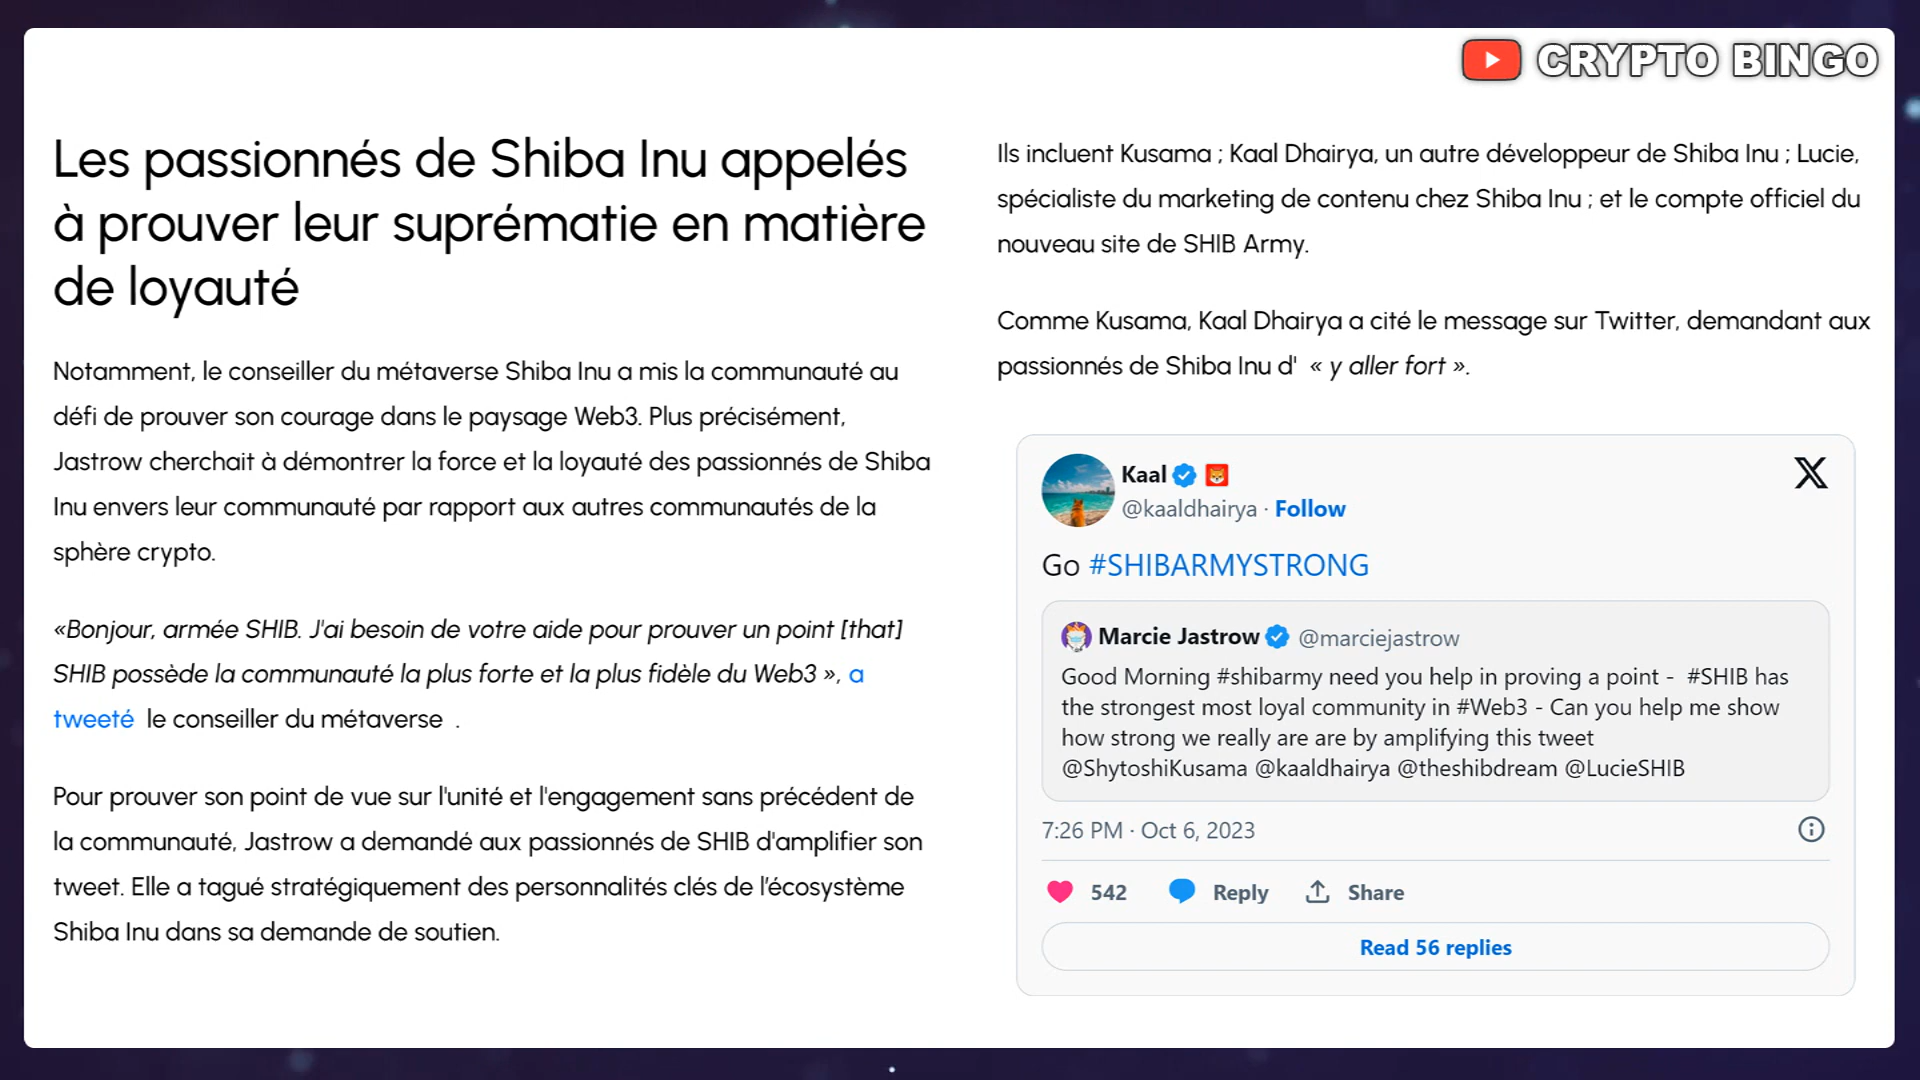 CRYPTO BINGO
Les passionnés de Shiba Inu appelés
à prouver leur suprématie en matière
de loyauté
Notamment, le conseiller du métaverse Shiba Inu a mis la communauté au
défi de prouver son courage dans le paysage Web3. Plus précisément,
Jastrow cherchait à démontrer la force et la loyauté des passionnés de Shiba
Inu envers leur communauté par rapport aux autres communautés de la
sphère crypto.
«Bonjour, armée SHIB. J'ai besoin de votre aide pour prouver un point [that]
SHIB possède la communauté la plus forte et la plus fidèle du Web3 », a
tweeté le conseiller du métaverse .
Pour prouver son point de vue sur l'unité et l'engagement sans précédent de
la communauté, Jastrow a demandé aux passionnés de SHIB d'amplifier son
tweet. Elle a tagué stratégiquement des personnalités clés de l'écosystème
Shiba Inu dans sa demande de soutien.
Ils incluent Kusama ; Kaal Dhairya, un autre développeur de Shiba Inu ; Lucie,
spécialiste du marketing de contenu chez Shiba Inu ; et le compte officiel du
nouveau site de SHIB Army.
Comme Kusama, Kaal Dhairya a cité le message sur Twitter, demandant aux
passionnés de Shiba Inu d' « y aller fort ».
Kaal
@kaaldhairya · Follow
Go #SHIBARMYSTRONG
Marcie Jastrow @marciejastrow
Good Morning #shibarmy need you help in proving a point - #SHIB has
the strongest most loyal community in #Web3 - Can you help me show
how strong we really are are by amplifying this tweet
@ShytoshiKusama @kaaldhairya @theshibdream @LucieSHIB
7:26 PM · Oct 6, 2023
542 Reply Share
Read 56 replies